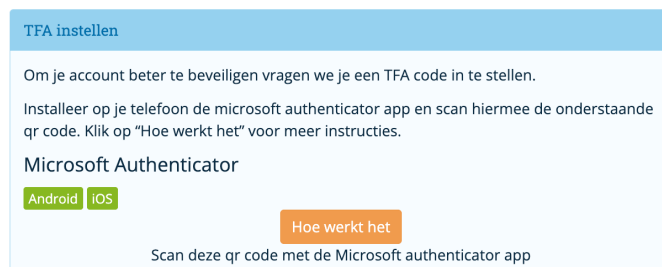 TFA instellen
Om je account beter te beveiligen vragen we je een TFA code in te stellen.
Installeer op je telefoon de microsoft authenticator app en scan hiermee de onderstaande
qr code. Klik op “Hoe werkt het” voor meer instructies.
Microsoft Authenticator
Android iOS
Hoe werkt het
Scan deze qr code met de Microsoft authenticator app